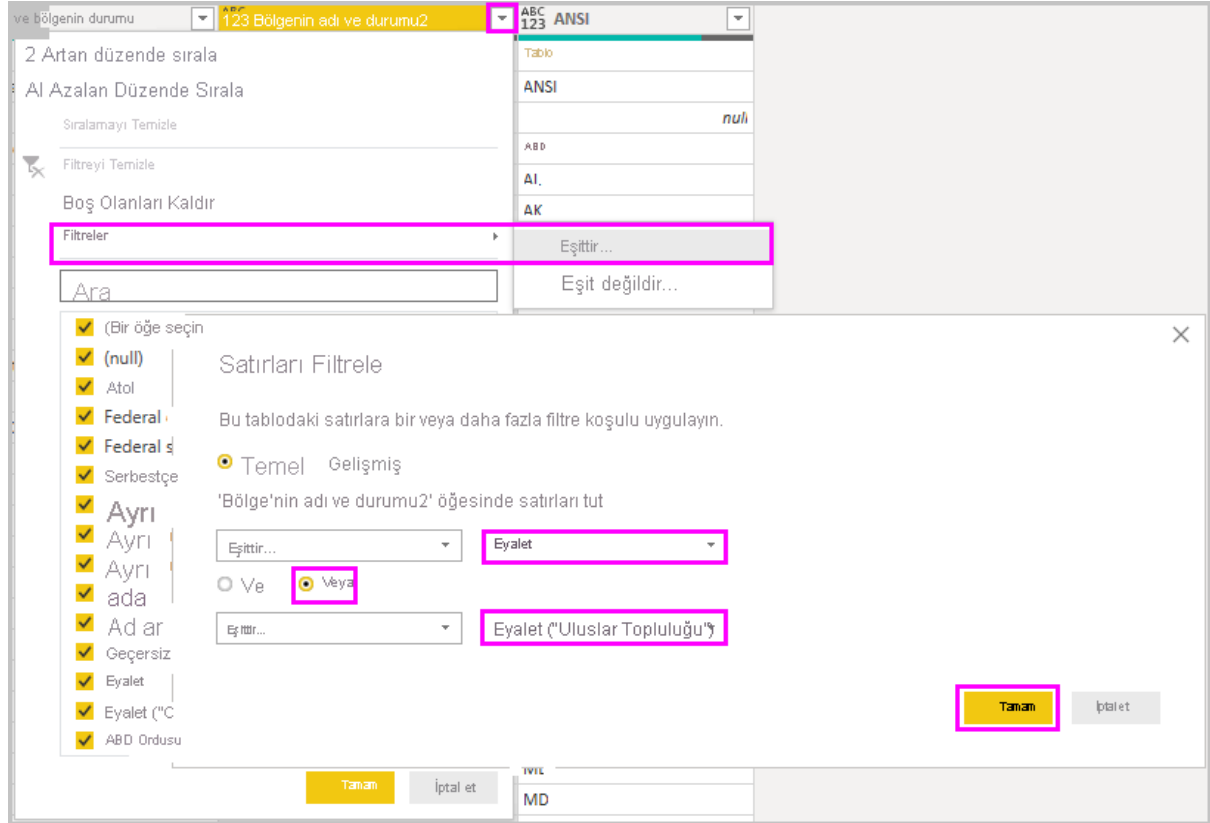 ve bölgenin durumu
ABC 123 Bölgenin adı ve durumu2
ABC 123 ANSI
2 Artan düzende sırala
Al Azalan Düzende Sırala
Sıralamayı Temizle
Filtreyi Temizle
Boş Olanları Kaldır
Filtreler
Ara
Tablo
ANSI
null
ABD
AK
Eşittir...
Eşit değildir...
(Bir öğe seçin
(null)
Atol
Federal
Federal s
Serbestçe
Ayrı
Ayrı
Ayrı
ada
Ad ar
Geçersiz
Eyalet
Eyalet ("C
ABD Ordusu
Tamam
İptal et
Satırları Filtrele
Bu tablodaki satırlara bir veya daha fazla filtre koşulu uygulayın.
Temel Gelişmiş
'Bölge'nin adı ve durumu2' öğesinde satırları tut
Eşittir... Eyalet
Ve Veya
Eşittir... Eyalet ("Uluslar Topluluğu")
Tamam
İptal et
MD